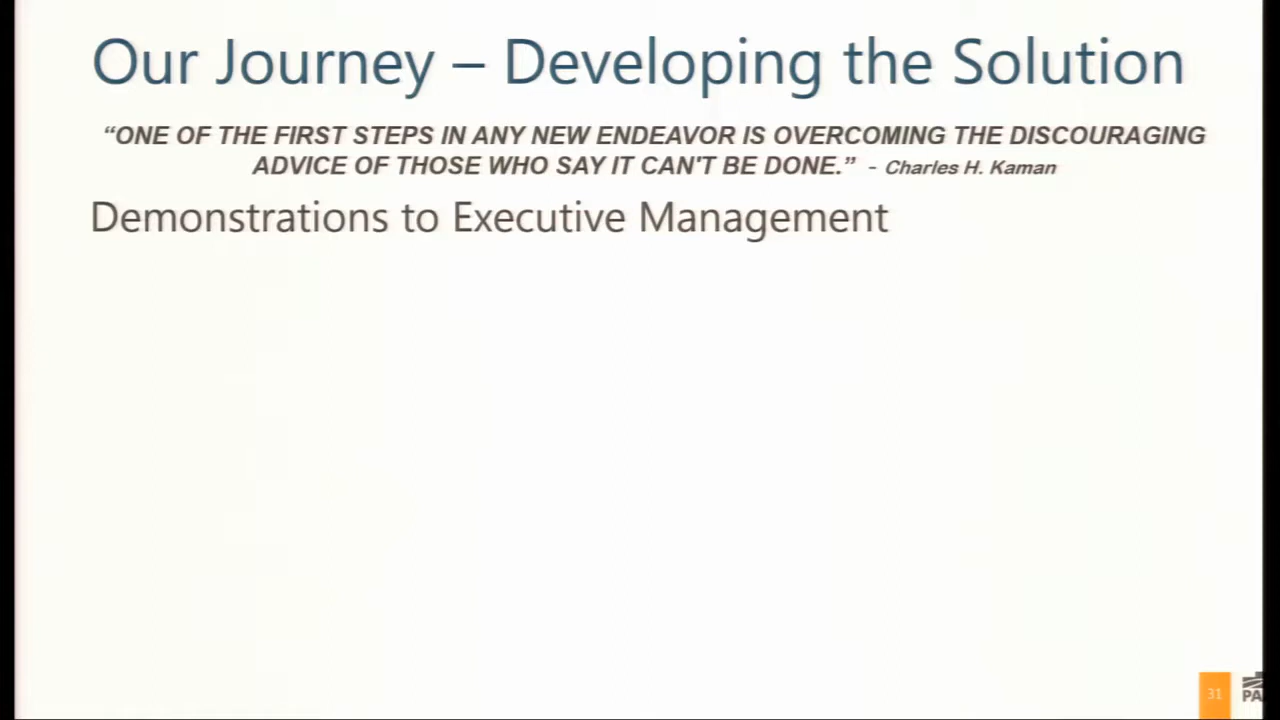 Our Journey – Developing the Solution
“ONE OF THE FIRST STEPS IN ANY NEW ENDEAVOR IS OVERCOMING THE DISCOURAGING
ADVICE OF THOSE WHO SAY IT CAN'T BE DONE.” - Charles H. Kaman
Demonstrations to Executive Management
31
PA